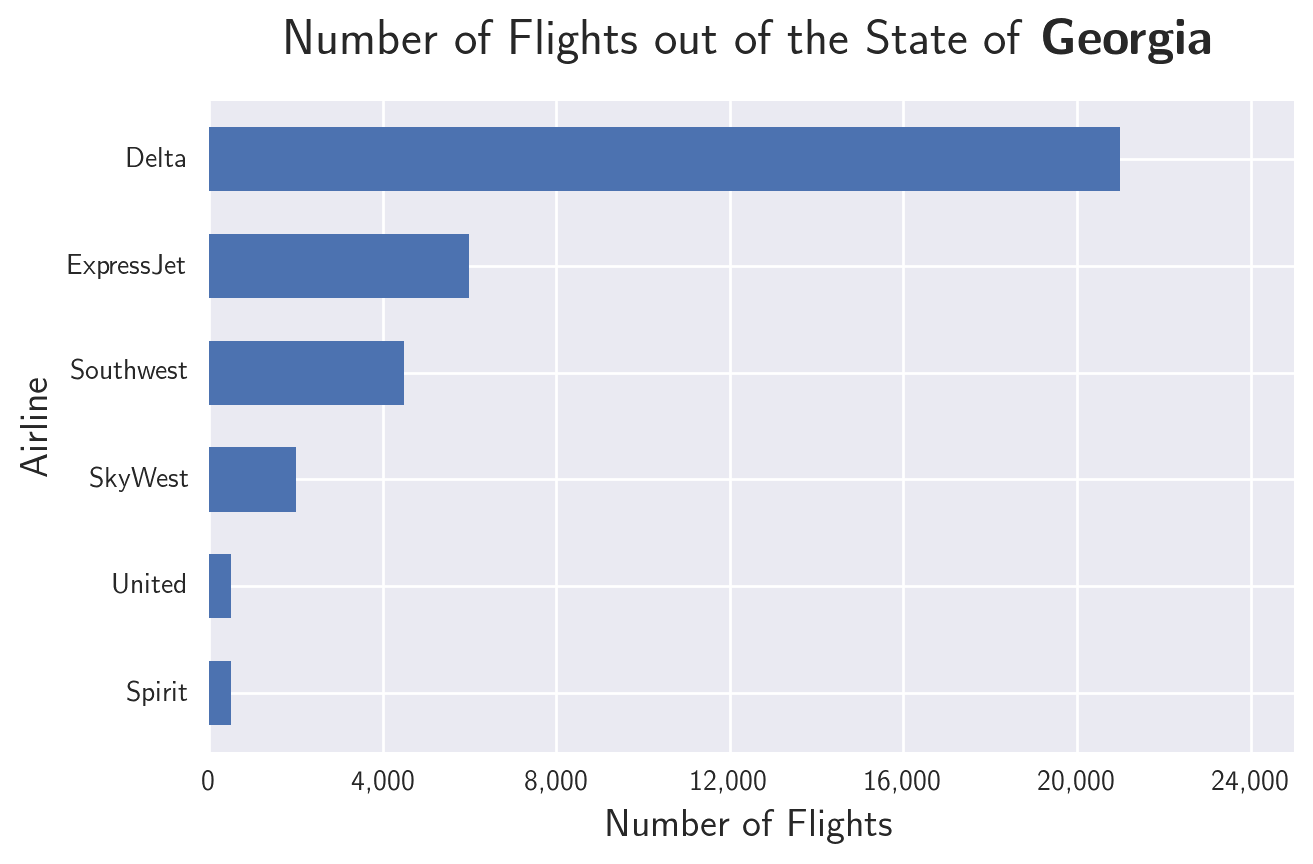 Number of Flights out of the State of Georgia
Delta
ExpressJet
Southwest
SkyWest
United
Spirit
Airline
0 4,000 8,000 12,000 16,000 20,000 24,000
Number of Flights